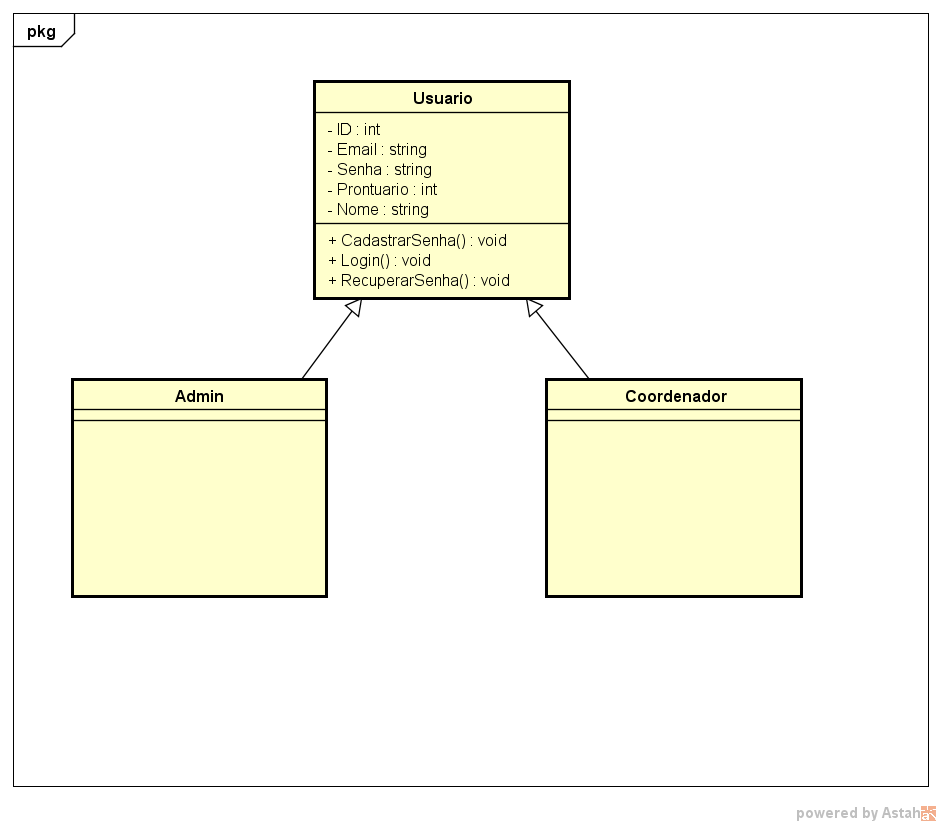 pkg
Usuario
- ID : int
- Email : string
- Senha : string
- Prontuario : int
- Nome : string
+ CadastrarSenha() : void
+ Login() : void
+ RecuperarSenha() : void
Admin
Coordenador
powered by Astah